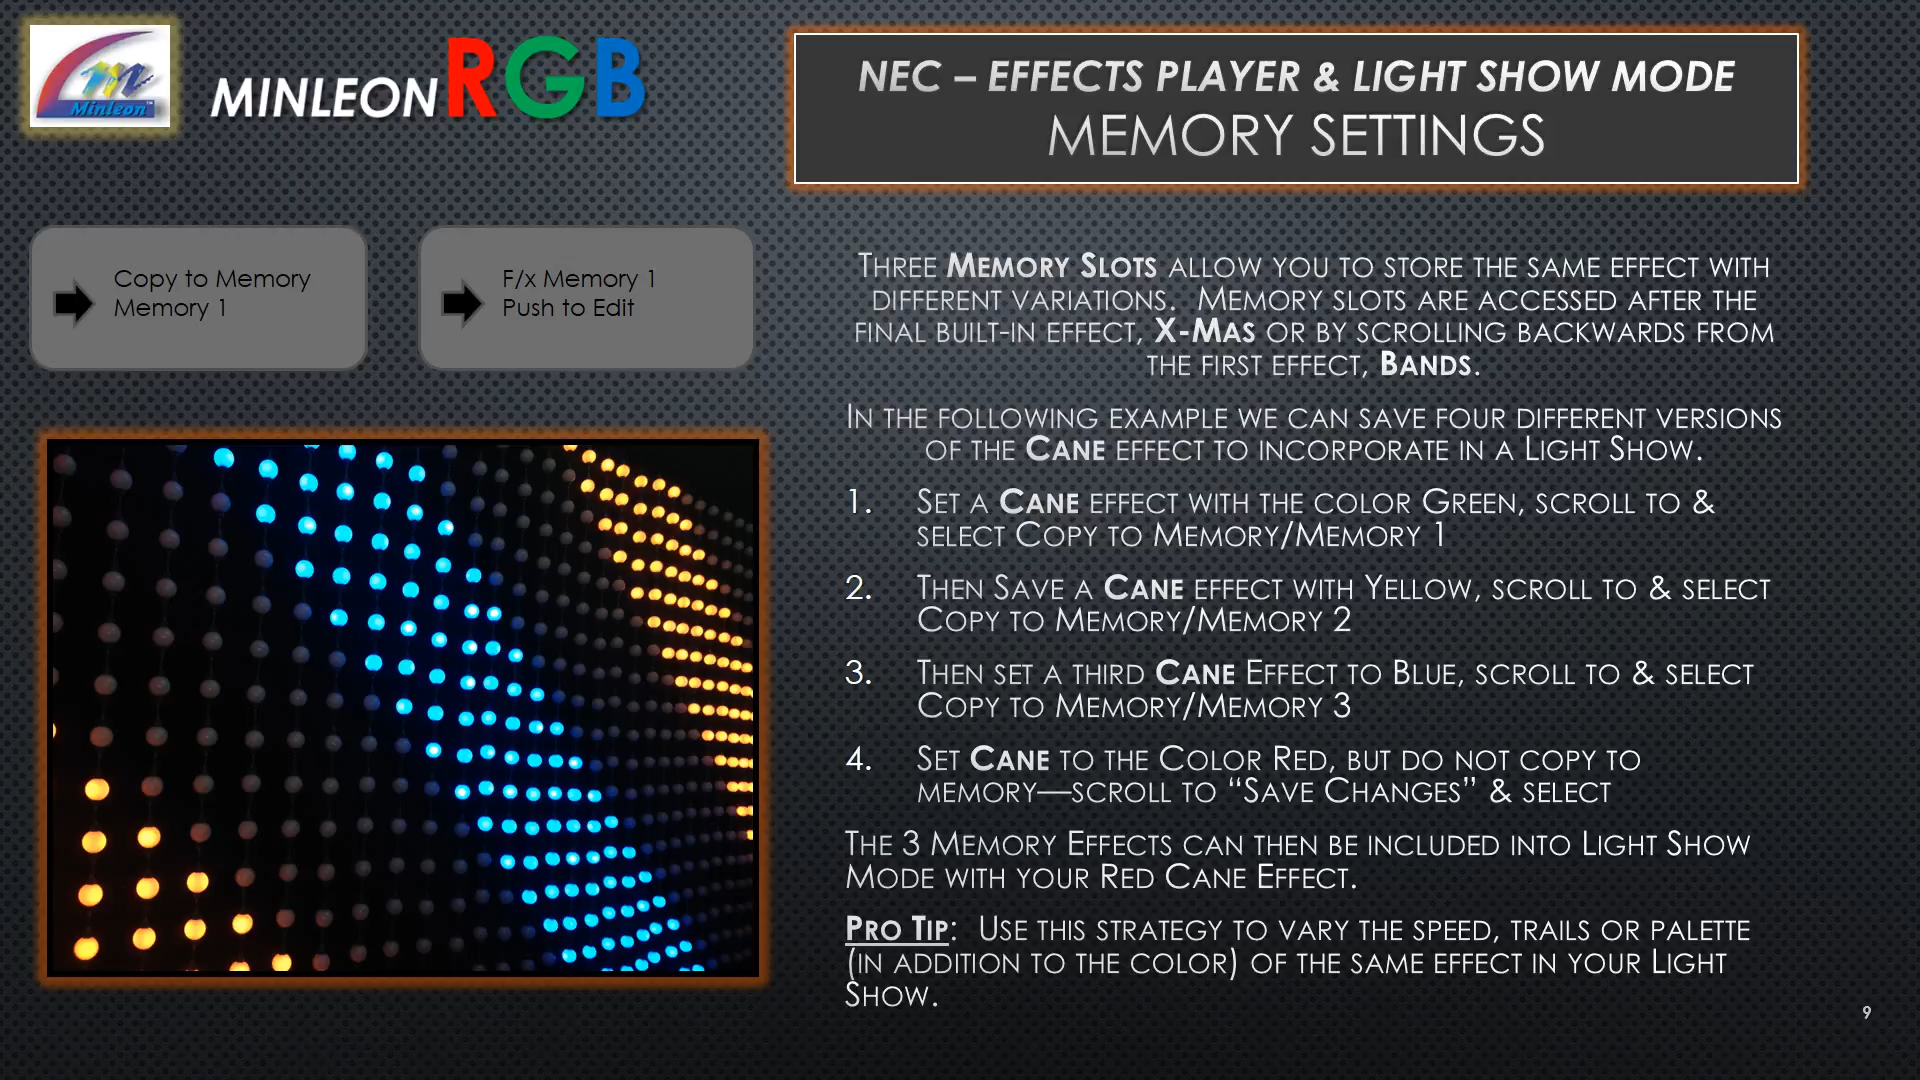 Minleon
MINLEON RGB
NEC – EFFECTS PLAYER & LIGHT SHOW MODE
MEMORY SETTINGS
Copy to Memory
Memory 1
F/x Memory 1
Push to Edit
THREE MEMORY SLOTS ALLOW YOU TO STORE THE SAME EFFECT WITH
DIFFERENT VARIATIONS. MEMORY SLOTS ARE ACCESSED AFTER THE
FINAL BUILT-IN EFFECT, X-MAS OR BY SCROLLING BACKWARDS FROM
THE FIRST EFFECT, BANDS.
IN THE FOLLOWING EXAMPLE WE CAN SAVE FOUR DIFFERENT VERSIONS
OF THE CANE EFFECT TO INCORPORATE IN A LIGHT SHOW.
1. SET A CANE EFFECT WITH THE COLOR GREEN, SCROLL TO &
SELECT COPY TO MEMORY/MEMORY 1
2. THEN SAVE A CANE EFFECT WITH YELLOW, SCROLL TO & SELECT
COPY TO MEMORY/MEMORY 2
3. THEN SET A THIRD CANE EFFECT TO BLUE, SCROLL TO & SELECT
COPY TO MEMORY/MEMORY 3
4. SET CANE TO THE COLOR RED, BUT DO NOT COPY TO
MEMORY—SCROLL TO “SAVE CHANGES” & SELECT
THE 3 MEMORY EFFECTS CAN THEN BE INCLUDED INTO LIGHT SHOW
MODE WITH YOUR RED CANE EFFECT.
PRO TIP: USE THIS STRATEGY TO VARY THE SPEED, TRAILS OR PALETTE
(IN ADDITION TO THE COLOR) OF THE SAME EFFECT IN YOUR LIGHT
SHOW.
9